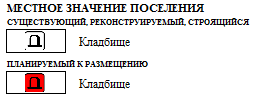 МЕСТНОЕ ЗНАЧЕНИЕ ПОСЕЛЕНИЯ
СУЩЕСТВУЮЩИЙ, РЕКОНСТРУИРУЕМЫЙ, СТРОЯЩИЙСЯ
Кладбище
ПЛАНИРУЕМЫЙ К РАЗМЕЩЕНИЮ
Кладбище